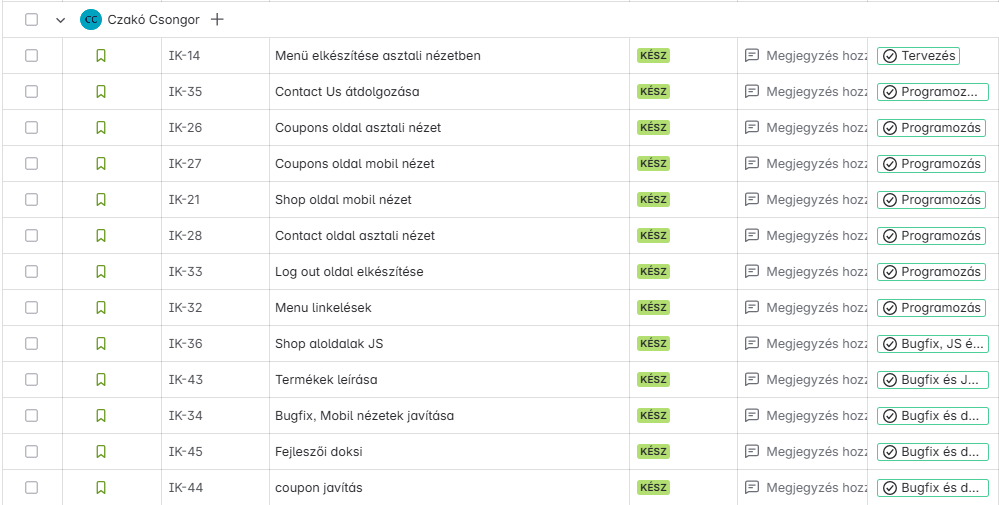 CC Czakó Csongor
IK-14 Menü elkészítése asztali nézetben KÉSZ Megjegyzés hozz Tervezés
IK-35 Contact Us átdolgozása KÉSZ Megjegyzés hozz Programoz...
IK-26 Coupons oldal asztali nézet KÉSZ Megjegyzés hozz Programozás
IK-27 Coupons oldal mobil nézet KÉSZ Megjegyzés hozz Programozás
IK-21 Shop oldal mobil nézet KÉSZ Megjegyzés hozz Programozás
IK-28 Contact oldal asztali nézet KÉSZ Megjegyzés hozz Programozás
IK-33 Log out oldal elkészítése KÉSZ Megjegyzés hozz Programozás
IK-32 Menu linkelések KÉSZ Megjegyzés hozz Programozás
IK-36 Shop aloldalak JS KÉSZ Megjegyzés hozz Bugfix, JS é...
IK-43 Termékek leírása KÉSZ Megjegyzés hozz Bugfix és J...
IK-34 Bugfix, Mobil nézetek javítása KÉSZ Megjegyzés hozz Bugfix és d...
IK-45 Fejleszői doksi KÉSZ Megjegyzés hozz Bugfix és d...
IK-44 coupon javítás KÉSZ Megjegyzés hozz Bugfix és d...